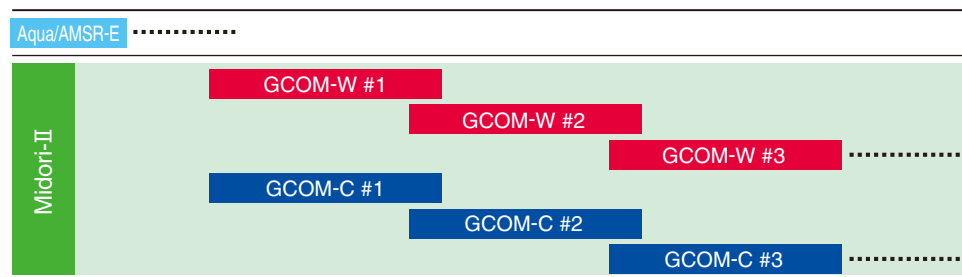 Aqua/AMSR-E
Midori-II
GCOM-W #1
GCOM-W #2
GCOM-W #3
GCOM-C #1
GCOM-C #2
GCOM-C #3